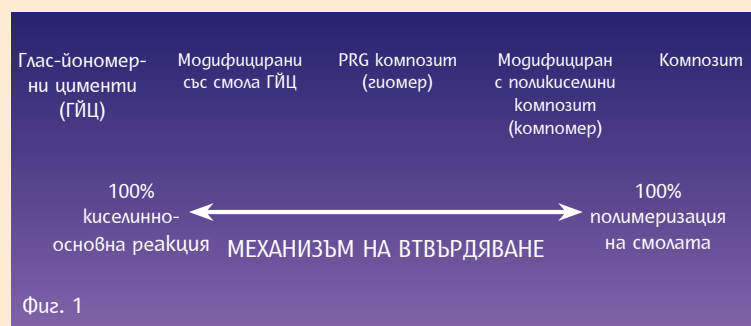 Глас-йономер-
ни цименти
(ГЙЦ)
Модифицирани
със смола ГЙЦ
PRG композит
(гиомер)
Модифициран
с поликиселини
композит
(компомер)
Композит
100%
киселинно-
основна реакция
МЕХАНИЗЪМ НА ВТВЪРДЯВАНЕ
100%
полимеризация
на смолата
Фиг. 1